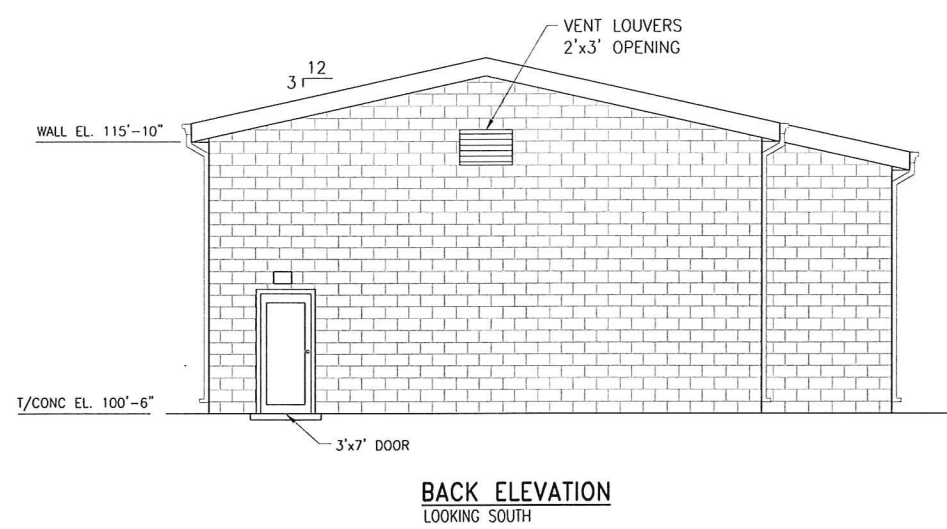 VENT LOUVERS
2'x3' OPENING
12
3
WALL EL. 115'-10"
T/CONC EL. 100'-6"
3'x7' DOOR
BACK ELEVATION
LOOKING SOUTH